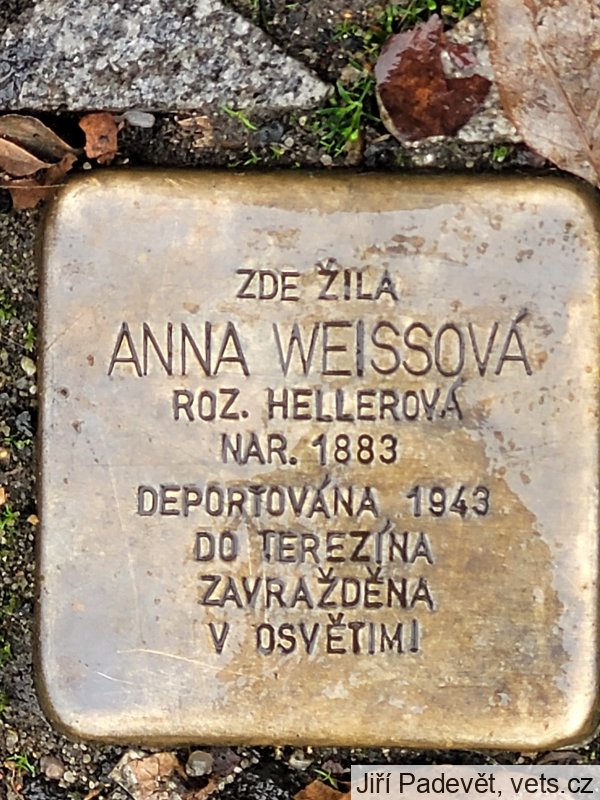 ZDE ŽILA
ANNA WEISSOVÁ
ROZ. HELLEROVÁ
NAR. 1883
DEPORTOVÁNA 1943
DO TEREZÍNA
ZAVRAŽDĚNA
V OSVĚTIMI
Jiří Padevět, vets.cz